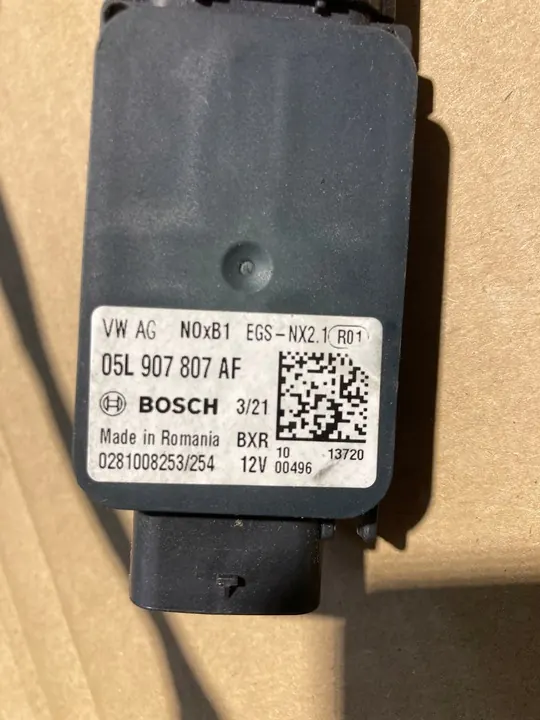 VW AG NOxB1 EGS-NX2.1 R01
05L 907 807 AF
BOSCH 3/21
Made in Romania BXR 10 13720
0281008253/254 12V 00496